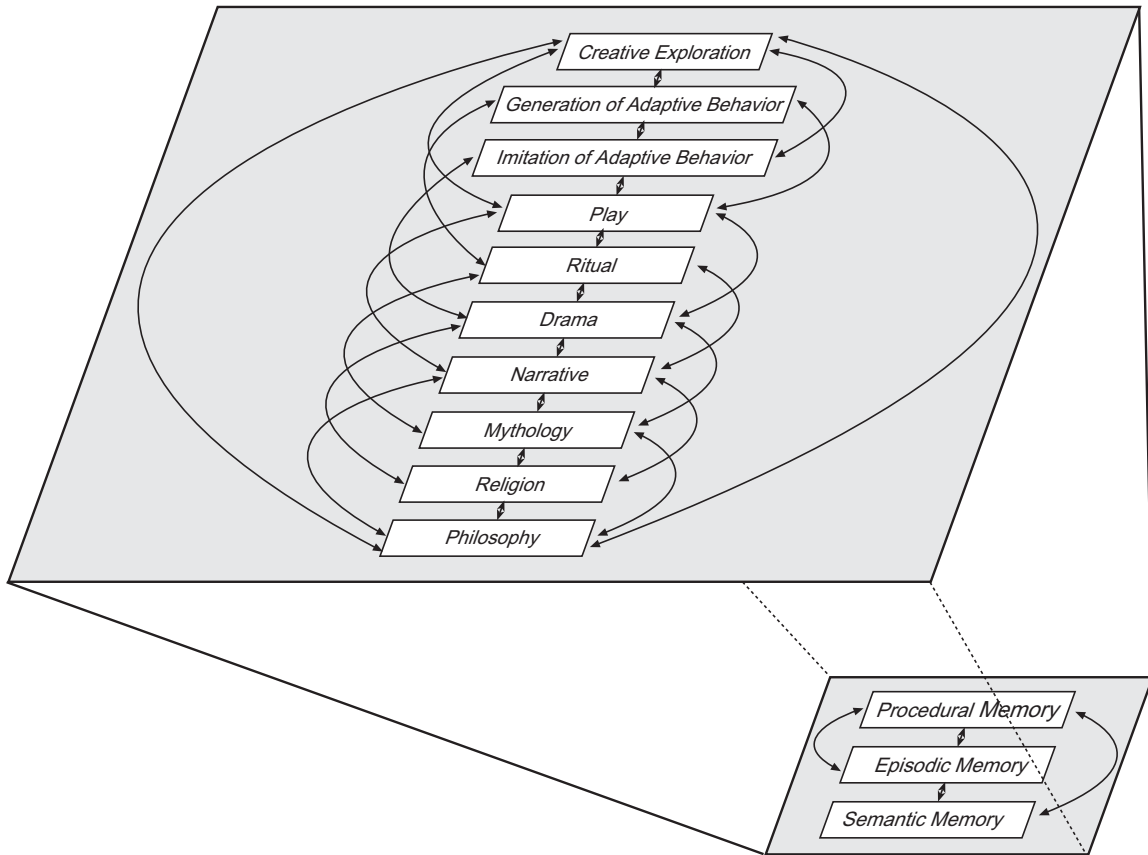 Creative Exploration
Generation of Adaptive Behavior
Imitation of Adaptive Behavior
Play
Ritual
Drama
Narrative
Mythology
Religion
Philosophy
Procedural Memory
Episodic Memory
Semantic Memory